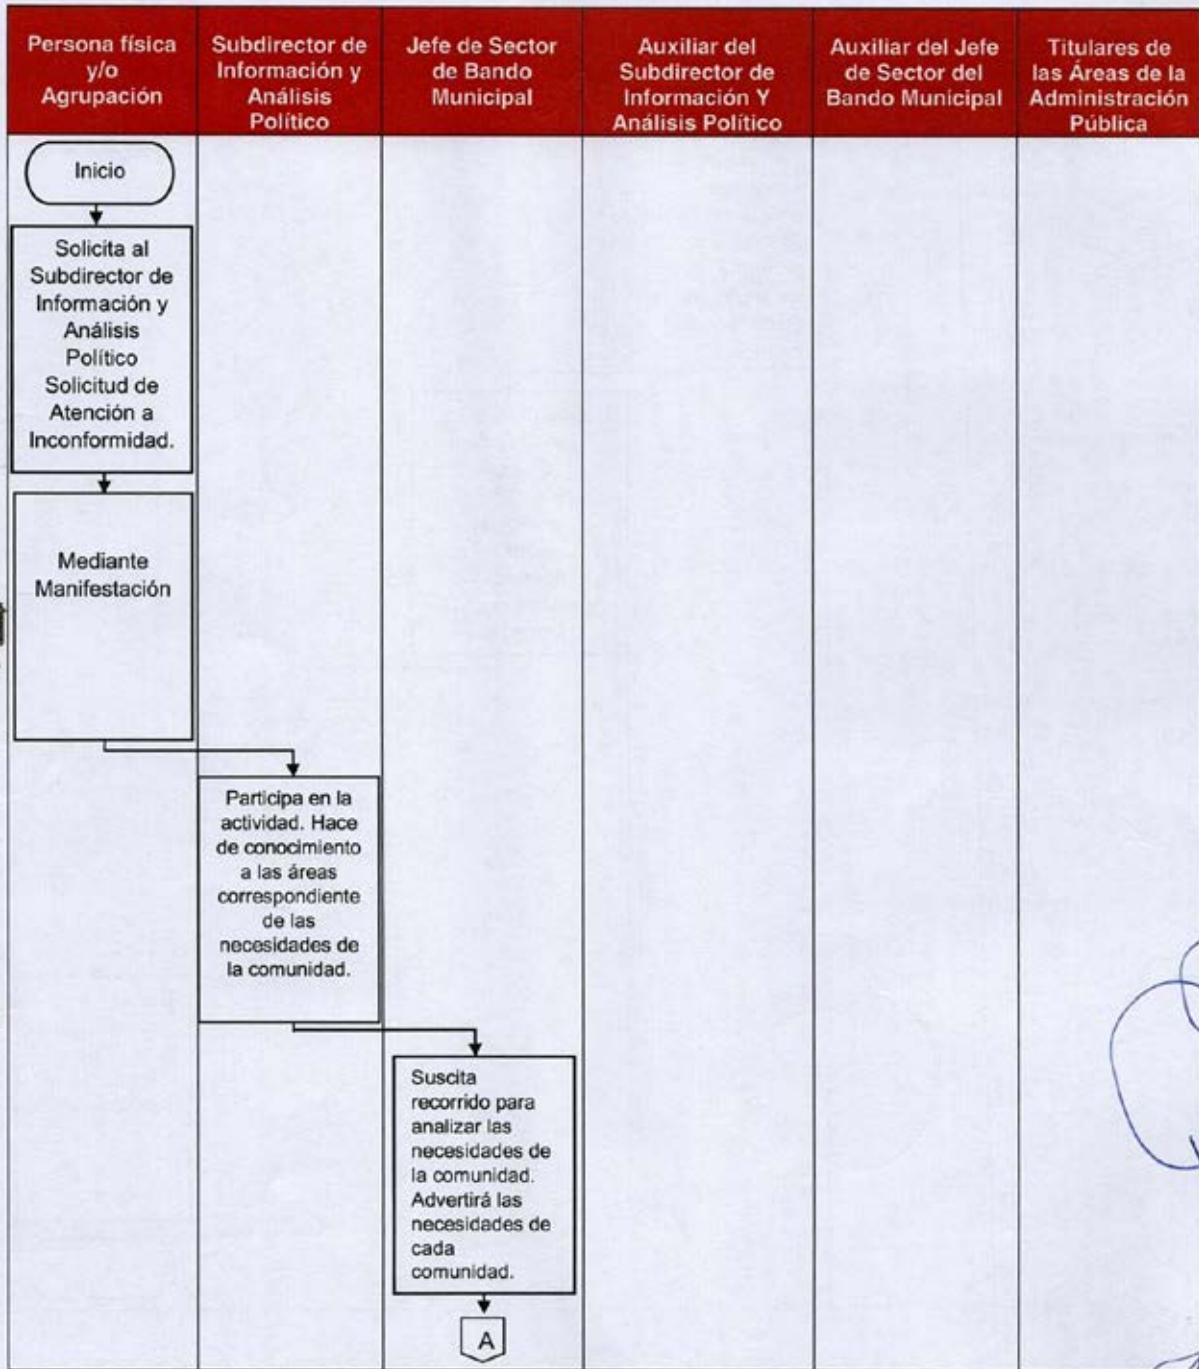 Persona física
y/o
Agrupación
Subdirector de
Información y
Análisis
Político
Jefe de Sector
de Bando
Municipal
Auxiliar del
Subdirector de
Información Y
Análisis Político
Auxiliar del Jefe
de Sector del
Bando Municipal
Titulares de
las Áreas de la
Administración
Pública
Inicio
Solicita al
Subdirector de
Información y
Análisis
Político
Solicitud de
Atención a
Inconformidad.
Mediante
Manifestación
Participa en la
actividad. Hace
de conocimiento
a las áreas
correspondiente
de las
necesidades de
la comunidad.
Suscita
recorrido para
analizar las
necesidades de
la comunidad.
Advertirá las
necesidades de
cada
comunidad.
A